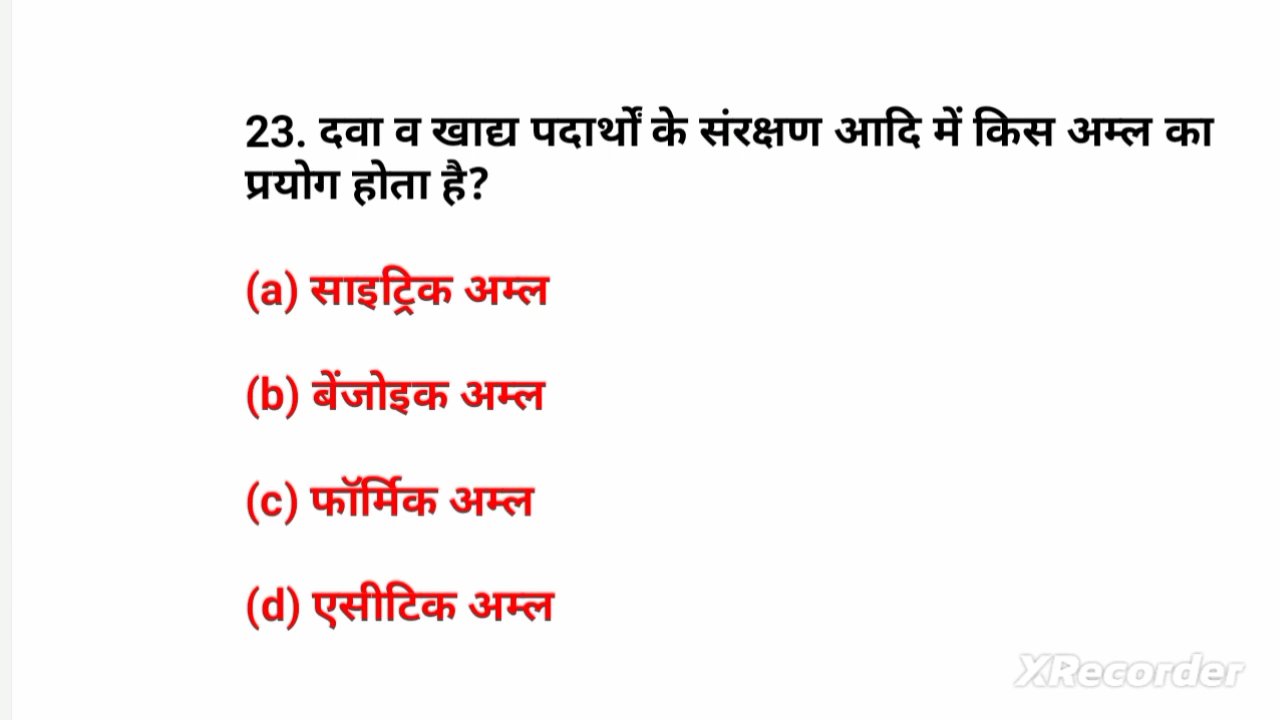 23. दवा व खाद्य पदार्थों के संरक्षण आदि में किस अम्ल का
प्रयोग होता है?
(a) साइट्रिक अम्ल
(b) बेंजोइक अम्ल
(c) फॉर्मिक अम्ल
(d) एसीटिक अम्ल
XRecorder